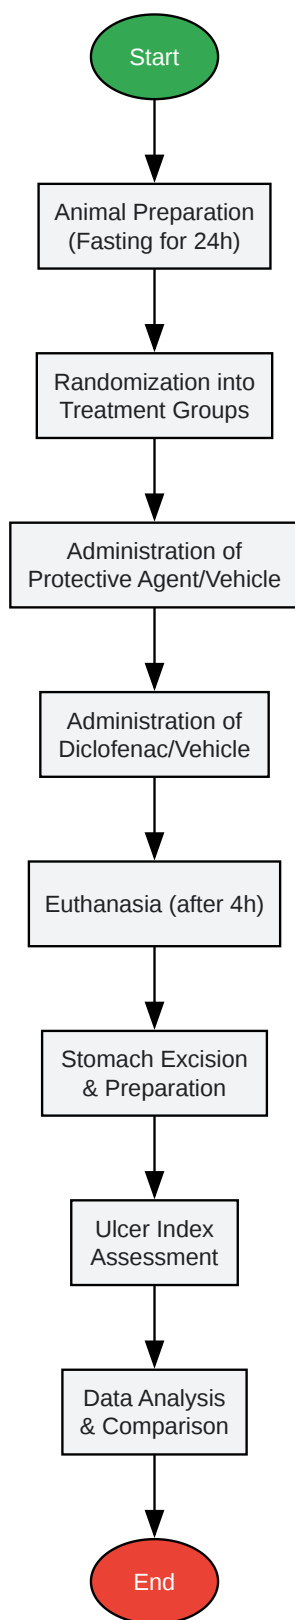 Start
Animal Preparation
(Fasting for 24h)
Randomization into
Treatment Groups
Administration of
Protective Agent/Vehicle
Administration of
Diclofenac/Vehicle
Euthanasia (after 4h)
Stomach Excision
& Preparation
Ulcer Index
Assessment
Data Analysis
& Comparison
End